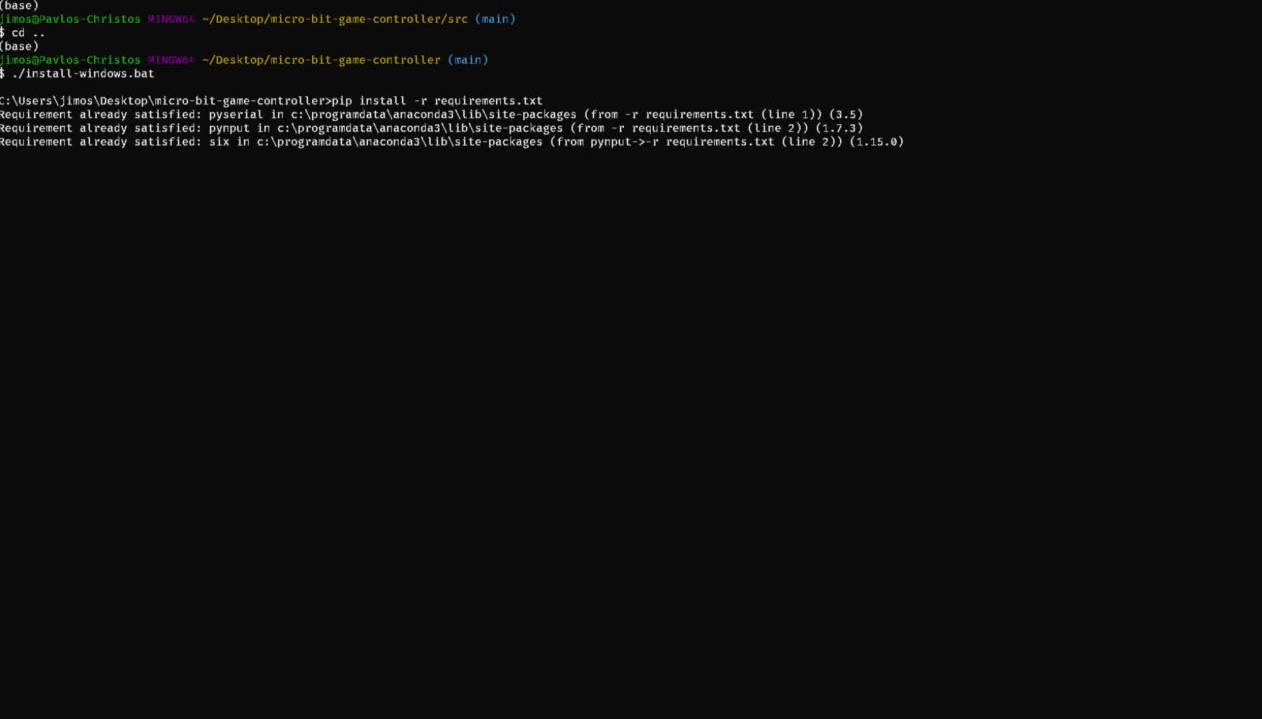 (base)
jimos@Pavlos-Christos MINGW64 ~/Desktop/micro-bit-game-controller/src (main)
$ cd ..
(base)
jimos@Pavlos-Christos MINGW64 ~/Desktop/micro-bit-game-controller (main)
$ ./install-windows.bat
C:\Users\jimos\Desktop\micro-bit-game-controller>pip install -r requirements.txt
Requirement already satisfied: pyserial in c:\programdata\anaconda3\lib\site-packages (from -r requirements.txt (line 1)) (3.5)
Requirement already satisfied: pynput in c:\programdata\anaconda3\lib\site-packages (from -r requirements.txt (line 2)) (1.7.3)
Requirement already satisfied: six in c:\programdata\anaconda3\lib\site-packages (from pynput->-r requirements.txt (line 2)) (1.15.0)